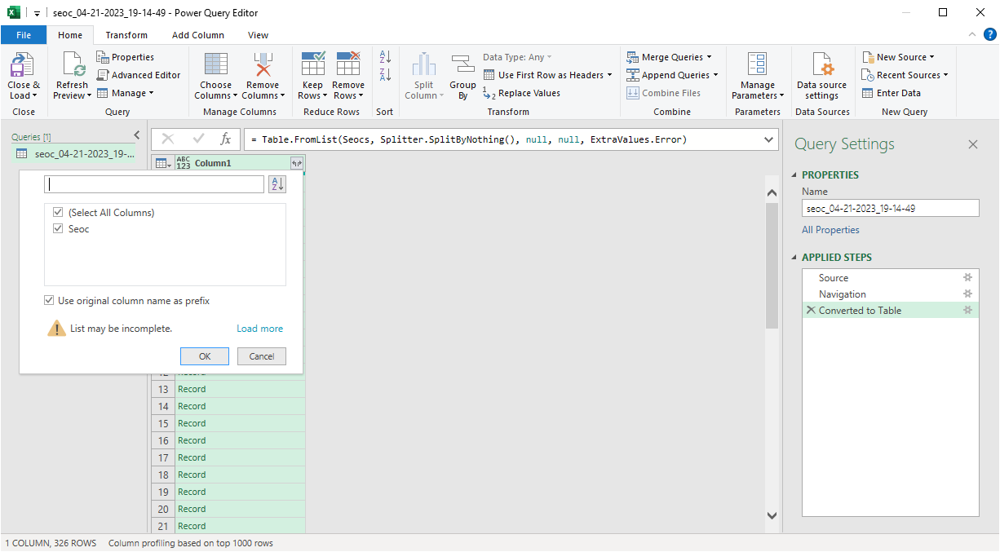 seoc_04-21-2023_19-14-49 - Power Query Editor
File Home Transform Add Column View
Close & Load
Close
Refresh Preview
Properties
Advanced Editor
Manage
Query
Choose Columns
Remove Columns
Manage Columns
Keep Rows
Remove Rows
Reduce Rows
Sort
Split Column
Group By
Data Type: Any
Use First Row as Headers
Replace Values
Transform
Merge Queries
Append Queries
Combine Files
Combine
Manage Parameters
Parameters
Data source settings
Data Sources
New Source
Recent Sources
Enter Data
New Query
Queries [1]
seoc_04-21-2023_19-...
= Table.FromList(Seocs, Splitter.SplitByNothing(), null, null, ExtraValues.Error)
ABC 123 Column1
(Select All Columns)
Seoc
Use original column name as prefix
List may be incomplete. Load more
OK Cancel
13 Record
14 Record
15 Record
16 Record
17 Record
18 Record
19 Record
20 Record
21 Record
Query Settings
PROPERTIES
Name
seoc_04-21-2023_19-14-49
All Properties
APPLIED STEPS
Source
Navigation
Converted to Table
1 COLUMN, 326 ROWS Column profiling based on top 1000 rows